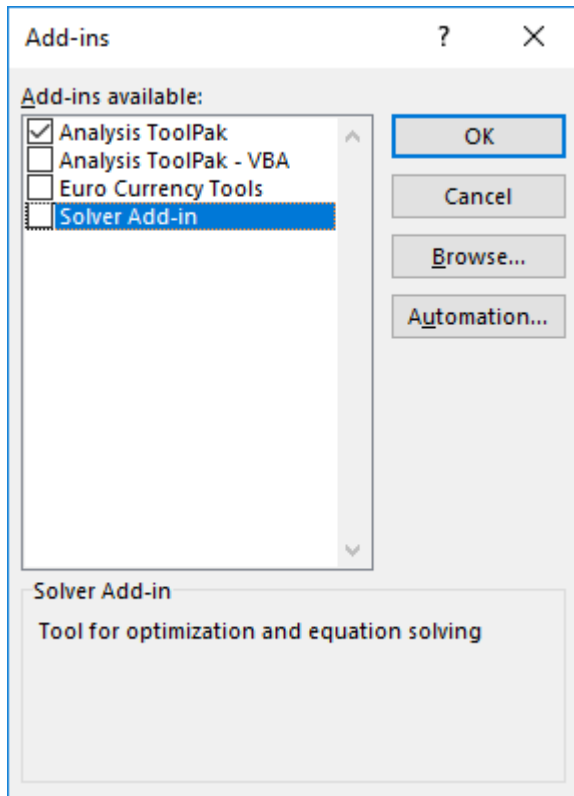 Add-ins
?
Add-ins available:
Analysis ToolPak
Analysis ToolPak - VBA
Euro Currency Tools
Solver Add-in
OK
Cancel
Browse...
Automation...
Solver Add-in
Tool for optimization and equation solving